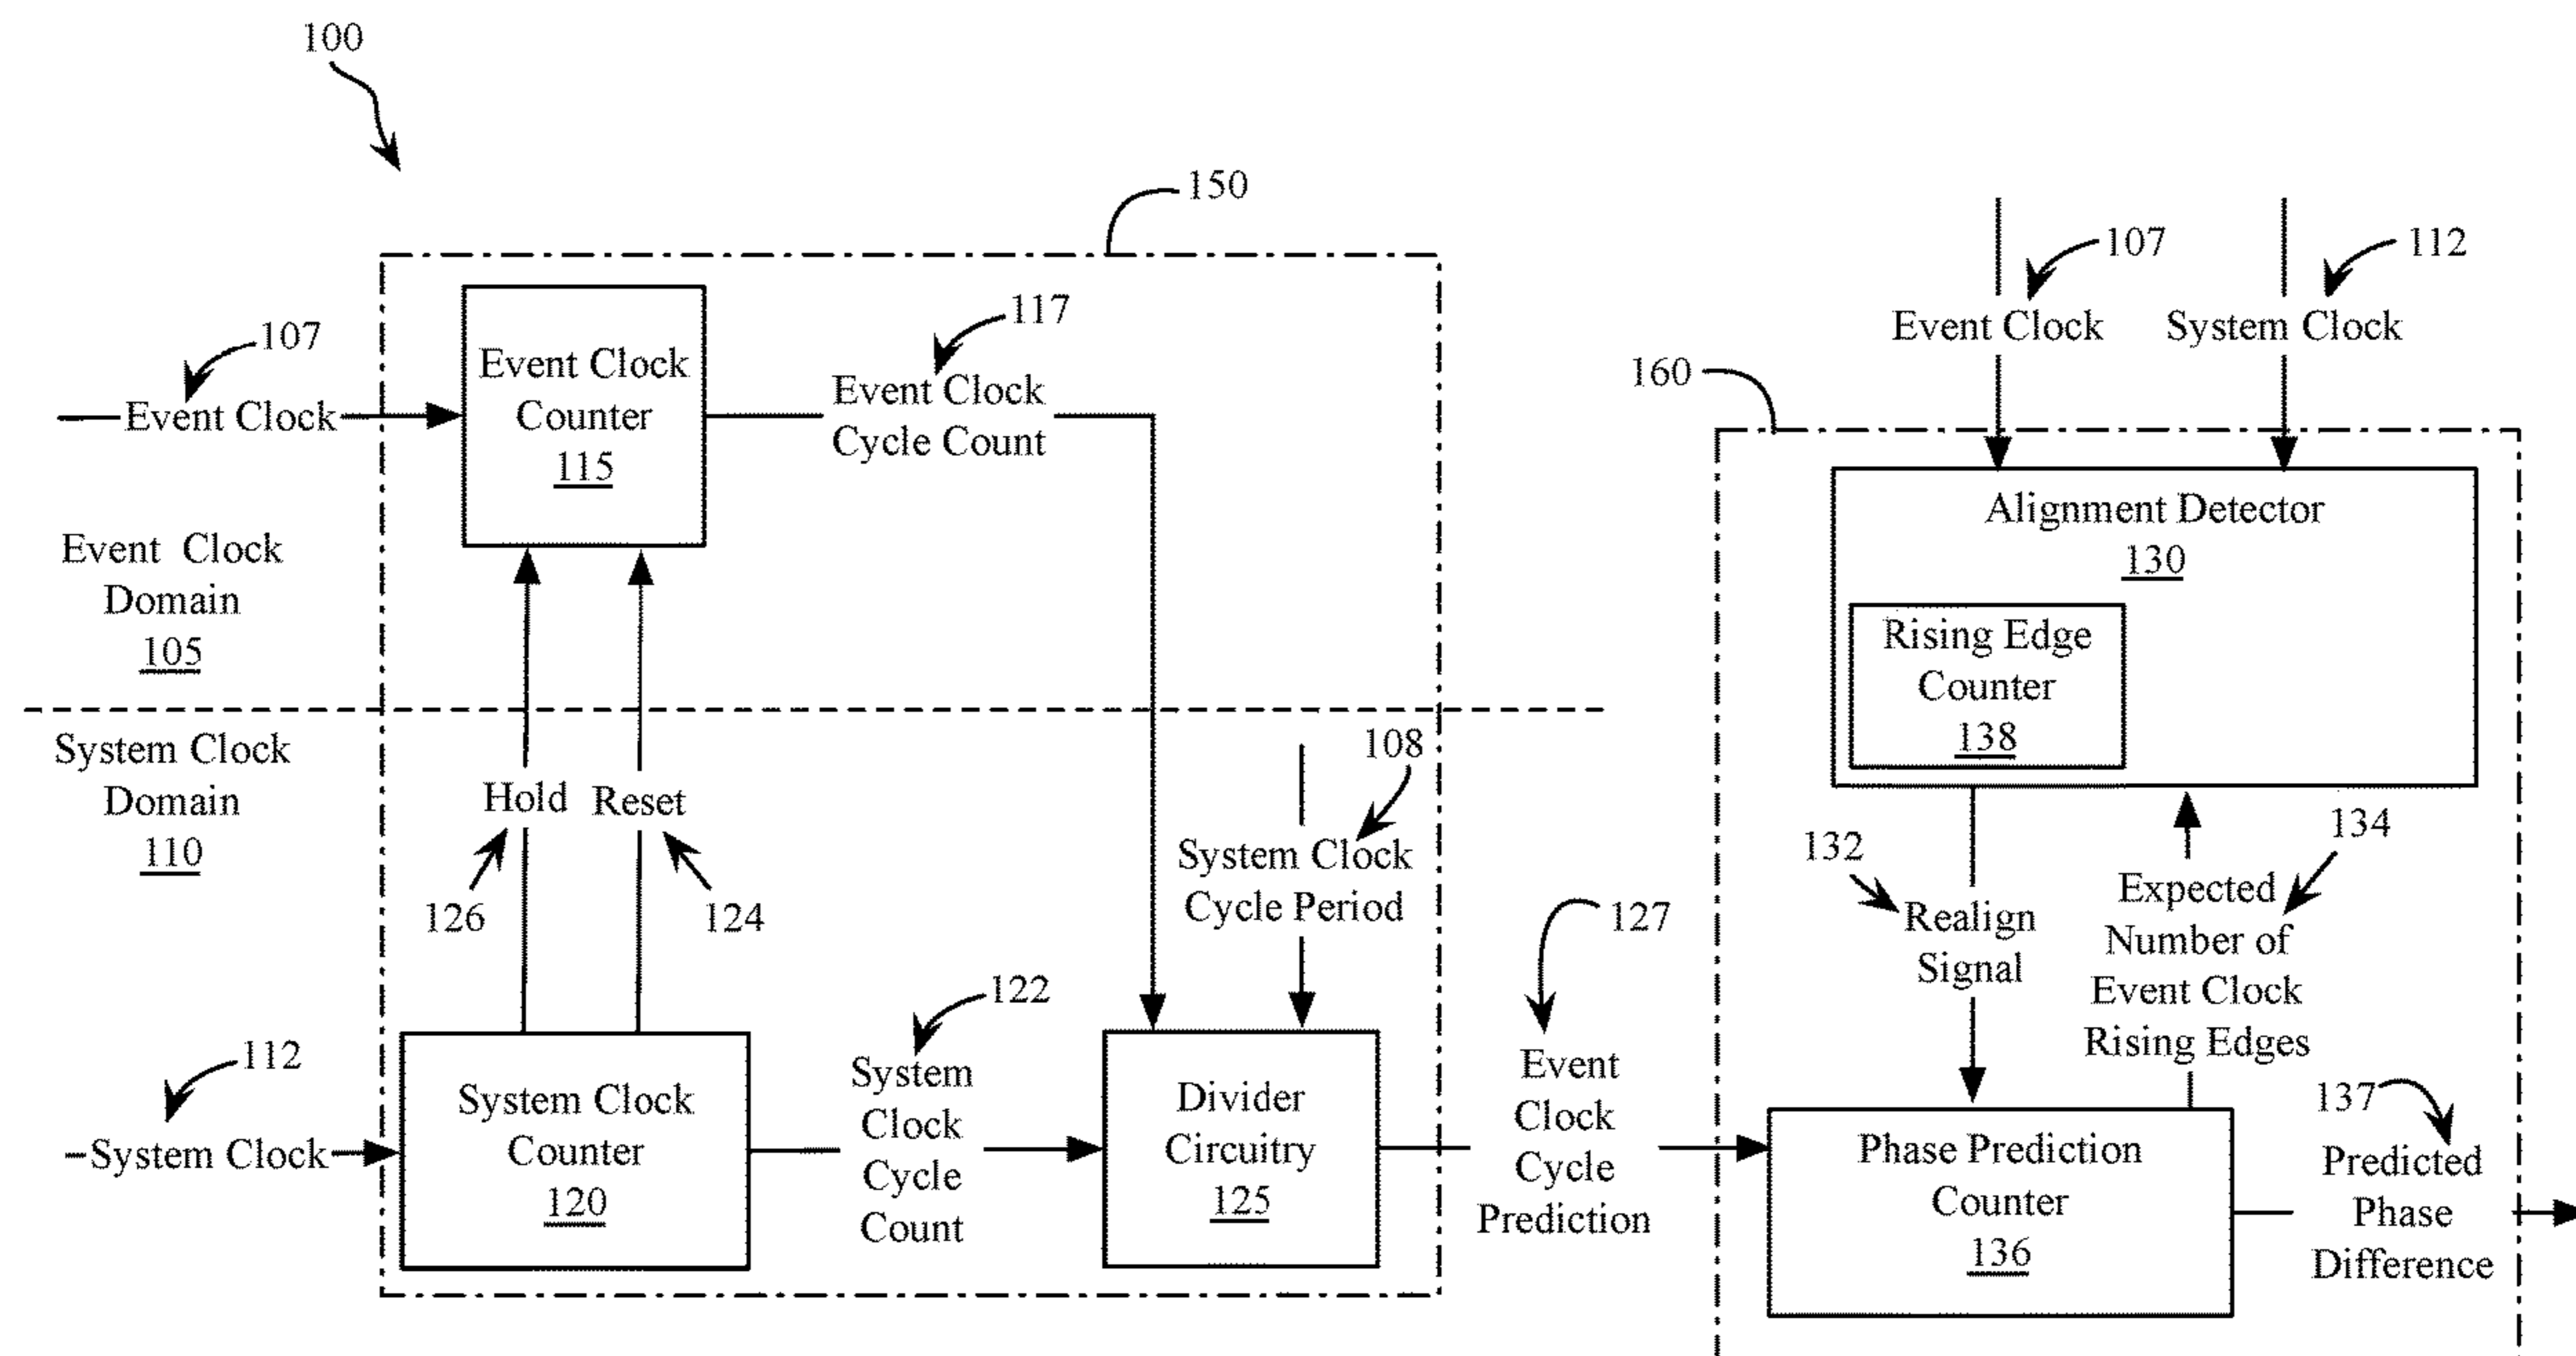 100
150
107
Event Clock
Event Clock
Counter
115
117
Event Clock
Cycle Count
Event Clock
Domain
105
System Clock
Domain
110
Hold
Reset
126
124
108
System Clock
Cycle Period
112
System Clock
System Clock
Counter
120
122
System
Clock
Cycle
Count
Divider
Circuitry
125
127
Event
Clock
Cycle
Prediction
107
112
Event Clock
System Clock
160
Alignment Detector
130
Rising Edge
Counter
138
132
Realign
Signal
134
Expected
Number of
Event Clock
Rising Edges
Phase Prediction
Counter
136
137
Predicted
Phase
Difference